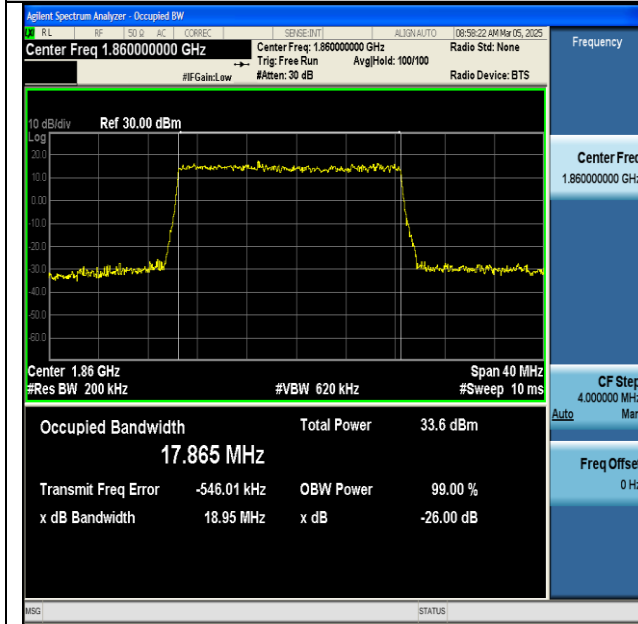 Agilent Spectrum Analyzer - Occupied BW
RL RF 50 Ω AC CORREC SENSE:INT ALIGN AUTO 08:58:22 AM Mar 05, 2025
Center Freq 1.860000000 GHz Center Freq: 1.860000000 GHz Radio Std: None
Trig: Free Run Avg|Hold: 100/100
#IFGain:Low #Atten: 30 dB Radio Device: BTS
Frequency
10 dB/div Ref 30.00 dBm
Log
20.0
10.0
0.00
-10.0
-20.0
-30.0
-40.0
-50.0
-60.0
Center Freq
1.860000000 GHz
Center 1.86 GHz Span 40 MHz
#Res BW 200 kHz #VBW 620 kHz #Sweep 10 ms
CF Step
4.000000 MHz
Auto Man
Occupied Bandwidth Total Power 33.6 dBm
17.865 MHz
Transmit Freq Error -546.01 kHz OBW Power 99.00 %
x dB Bandwidth 18.95 MHz x dB -26.00 dB
Freq Offset
0 Hz
MSG STATUS